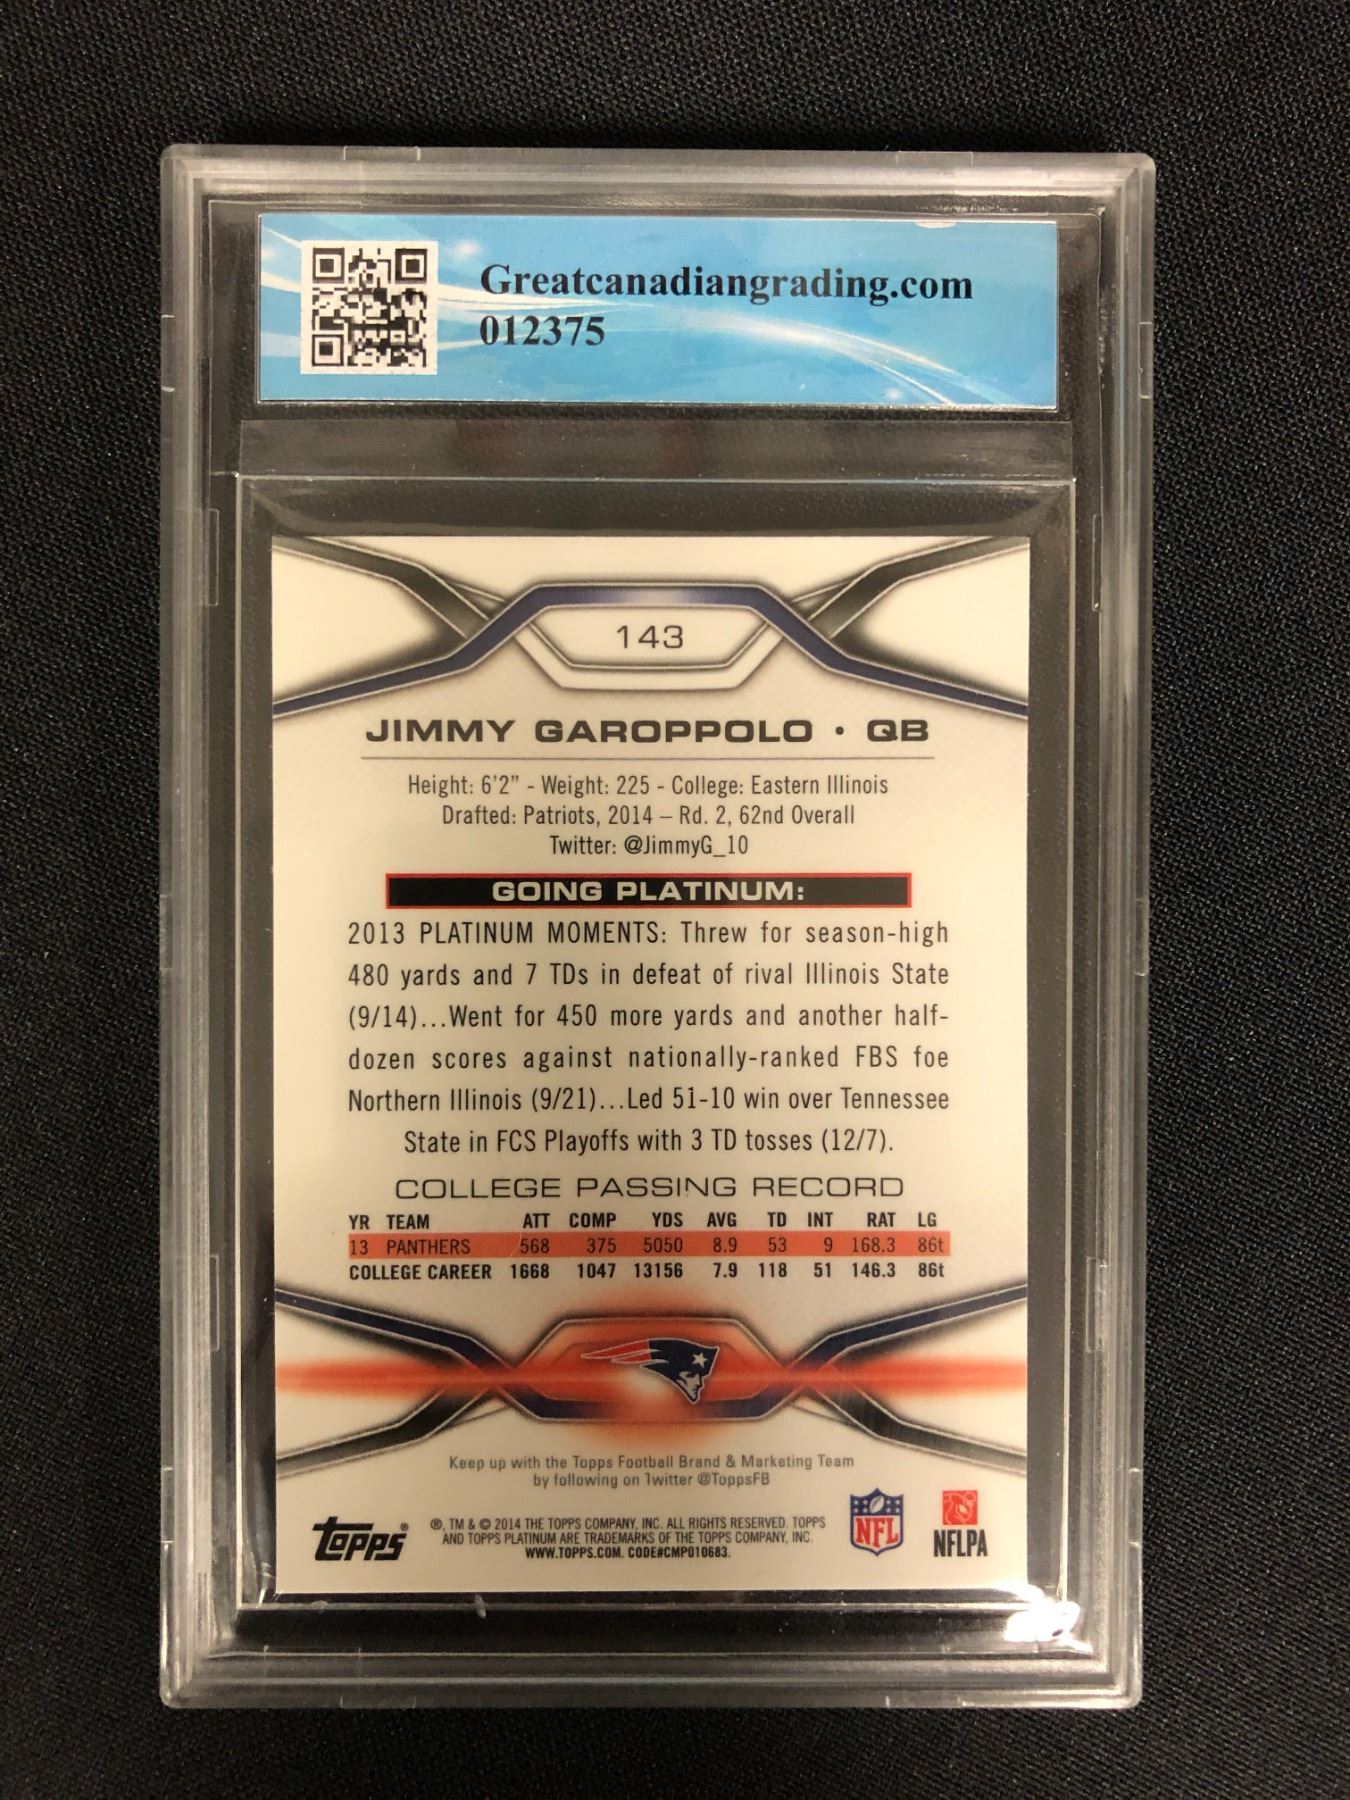 Greatcanadiangrading.com
012375
143
JIMMY GAROPPOLO • QB
Height: 6'2" - Weight: 225 - College: Eastern Illinois
Drafted: Patriots, 2014 – Rd. 2, 62nd Overall
Twitter: @JimmyG_10
GOING PLATINUM:
2013 PLATINUM MOMENTS: Threw for season-high
480 yards and 7 TDs in defeat of rival Illinois State
(9/14)...Went for 450 more yards and another half-
dozen scores against nationally-ranked FBS foe
Northern Illinois (9/21)...Led 51-10 win over Tennessee
State in FCS Playoffs with 3 TD tosses (12/7).
COLLEGE PASSING RECORD
YR TEAM ATT COMP YDS AVG TD INT RAT LG
13 PANTHERS 568 375 5050 8.9 53 9 168.3 86t
COLLEGE CAREER 1668 1047 13156 7.9 118 51 146.3 86t
Keep up with the Topps Football Brand & Marketing Team
by following on Twitter @ToppsFB
topps®
®, TM & © 2014 THE TOPPS COMPANY, INC. ALL RIGHTS RESERVED. TOPPS
AND TOPPS PLATINUM ARE TRADEMARKS OF THE TOPPS COMPANY, INC.
WWW.TOPPS.COM. CODE#CMP010683.
NFL
NFLPA